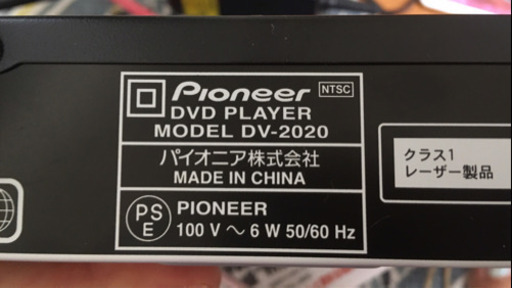 Pioneer NTSC
DVD PLAYER
MODEL DV-2020
パイオニア株式会社
MADE IN CHINA
PS
E
PIONEER
100 V ～ 6 W 50/60 Hz
クラス1
レーザー製品